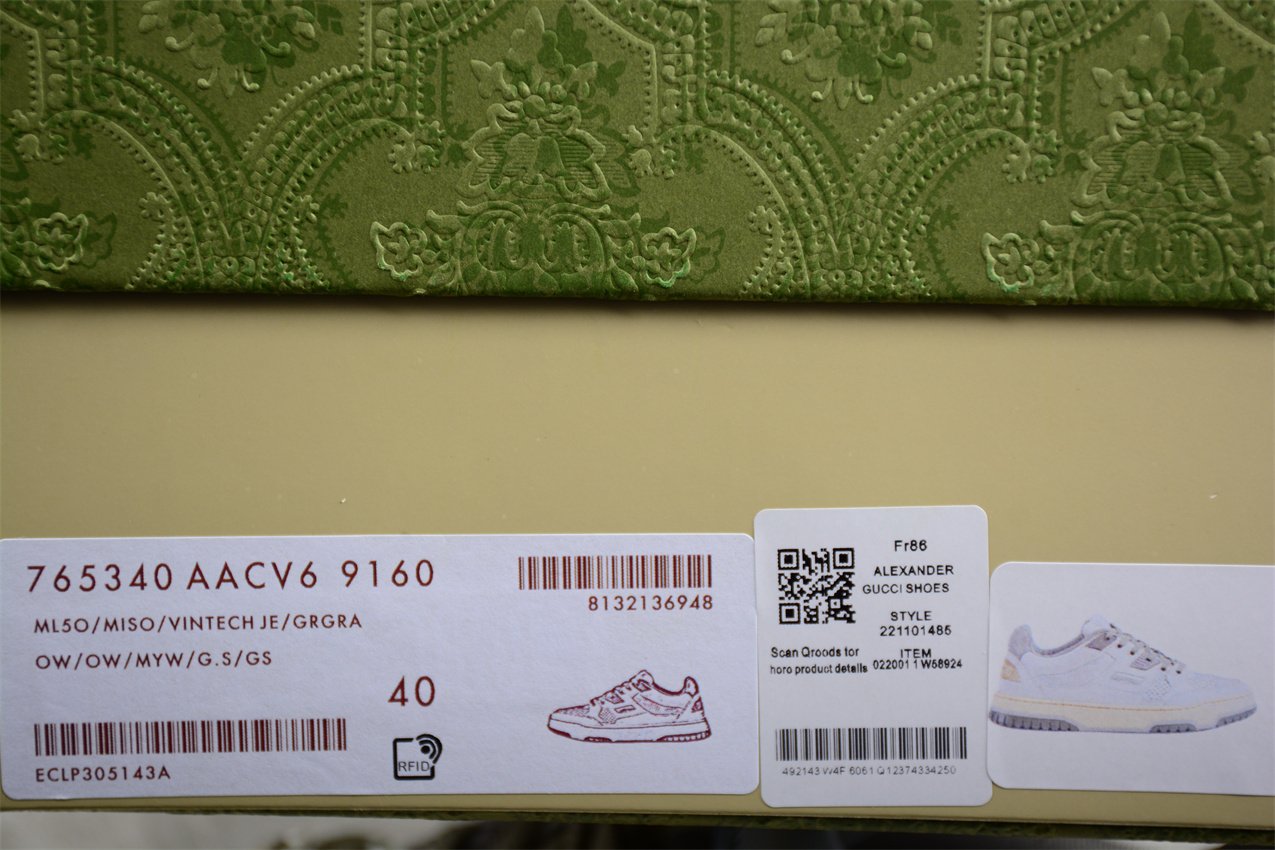 765340 AACV6 9160
ML5O/MISO/VINTECH JE/GRGRA
OW/OW/MYW/G.S/GS
40
ECLP305143A
RFID
8132136948
Fr86
ALEXANDER
GUCCI SHOES
STYLE
221101485
Scan Qroods tor
horo product details
ITEM
022001 1 W58924
492143 W4F 6061 Q12374334250